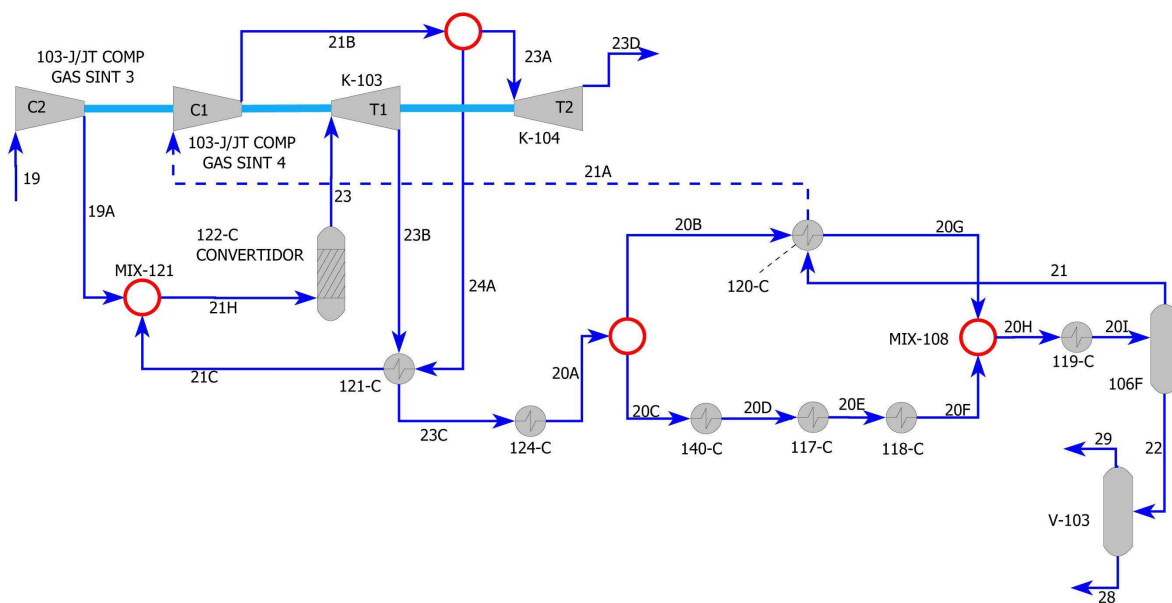 21B
23A
23D
103-J/JT COMP
GAS SINT 3
K-103
C2
C1
T1
T2
K-104
103-J/JT COMP
GAS SINT 4
19
21A
19A
23
23B
122-C
CONVERTIDOR
20B
20G
21
MIX-121
21H
24A
120-C
MIX-108
20H
20I
119-C
106F
21C
121-C
20A
23C
124-C
20C
20D
20E
20F
140-C
117-C
118-C
29
22
V-103
28